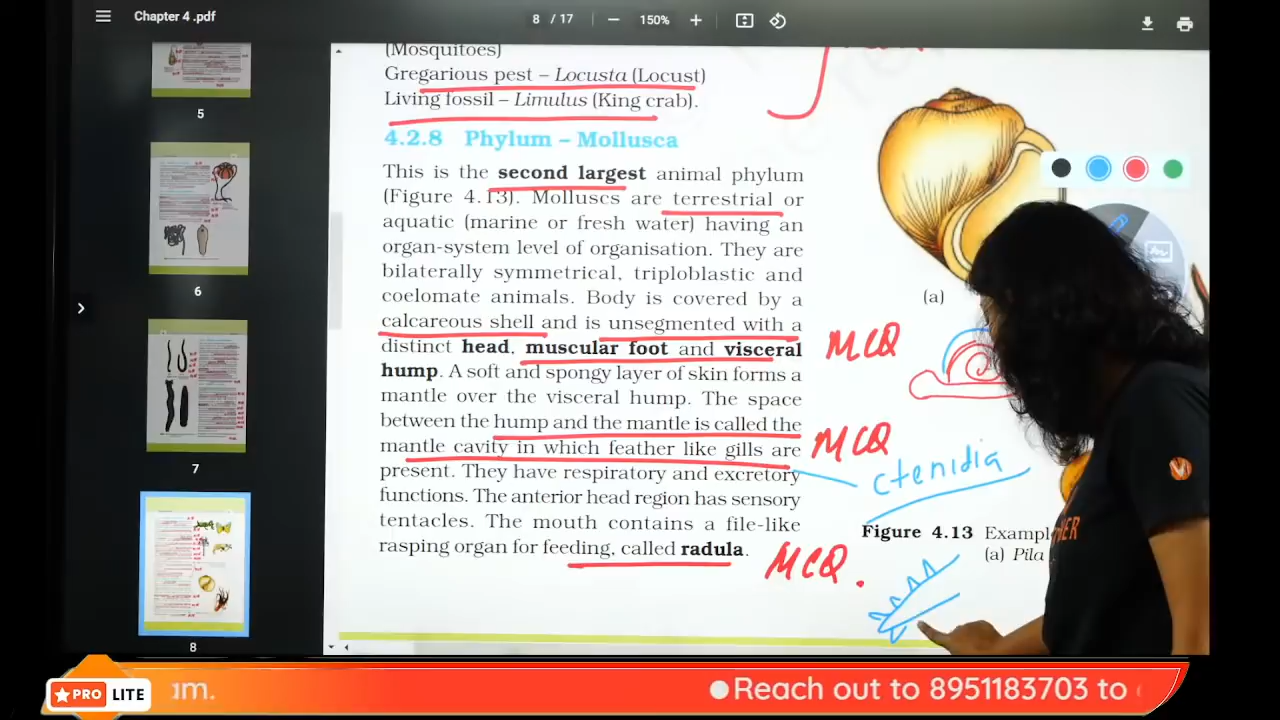 Chapter 4 .pdf
8 / 17
150%
(Mosquitoes)
Gregarious pest – Locusta (Locust)
Living fossil – Limulus (King crab).
4.2.8 Phylum – Mollusca
This is the second largest animal phylum
(Figure 4.13). Molluscs are terrestrial or
aquatic (marine or fresh water) having an
organ-system level of organisation. They are
bilaterally symmetrical, triploblastic and
coelomate animals. Body is covered by a
calcareous shell and is unsegmented with a
distinct head, muscular foot and visceral
hump. A soft and spongy layer of skin forms a
mantle over the visceral hump. The space
between the hump and the mantle is called the
mantle cavity in which feather like gills are
present. They have respiratory and excretory
functions. The anterior head region has sensory
tentacles. The mouth contains a file-like
rasping organ for feeding, called radula.
MCQ
MCQ
ctenidia
MCQ.
(a)
Figure 4.13 Exampl
(a) Pila
5
6
7
8
PRO LITE
am.
Reach out to 8951183703 to